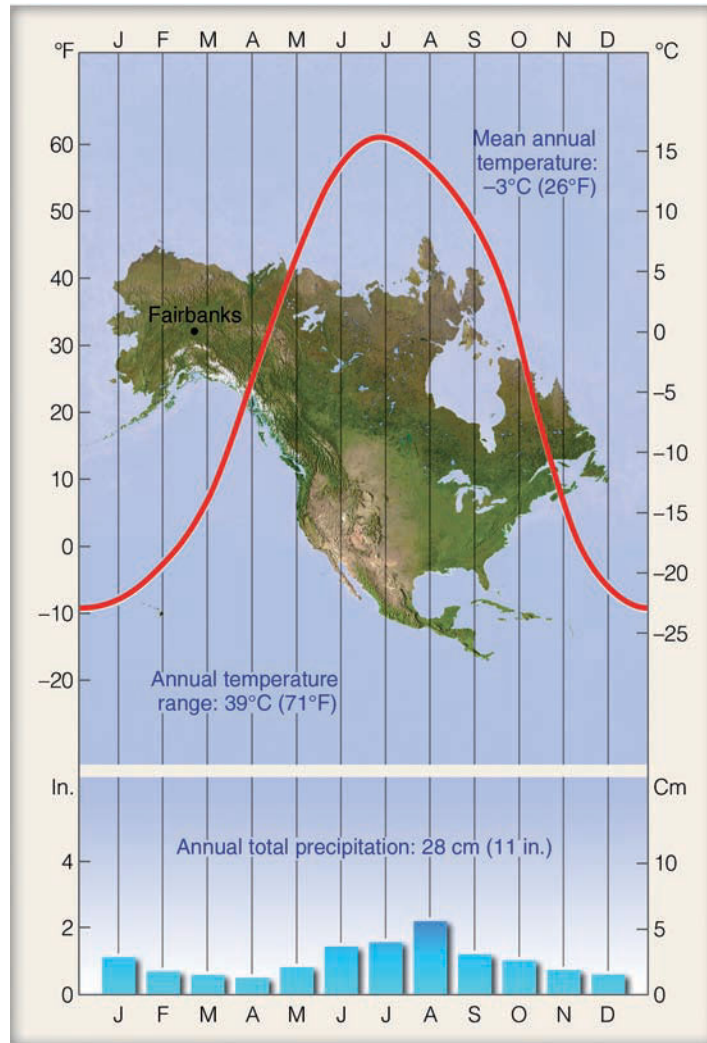 J F M A M J J A S O N D
°F °C
60
50
40
30
20
10
0
–10
–20
15
10
5
0
–5
–10
–15
–20
–25
Mean annual
temperature:
–3°C (26°F)
Fairbanks
Annual temperature
range: 39°C (71°F)
In. Cm
Annual total precipitation: 28 cm (11 in.)
4
2
0
10
5
0
J F M A M J J A S O N D